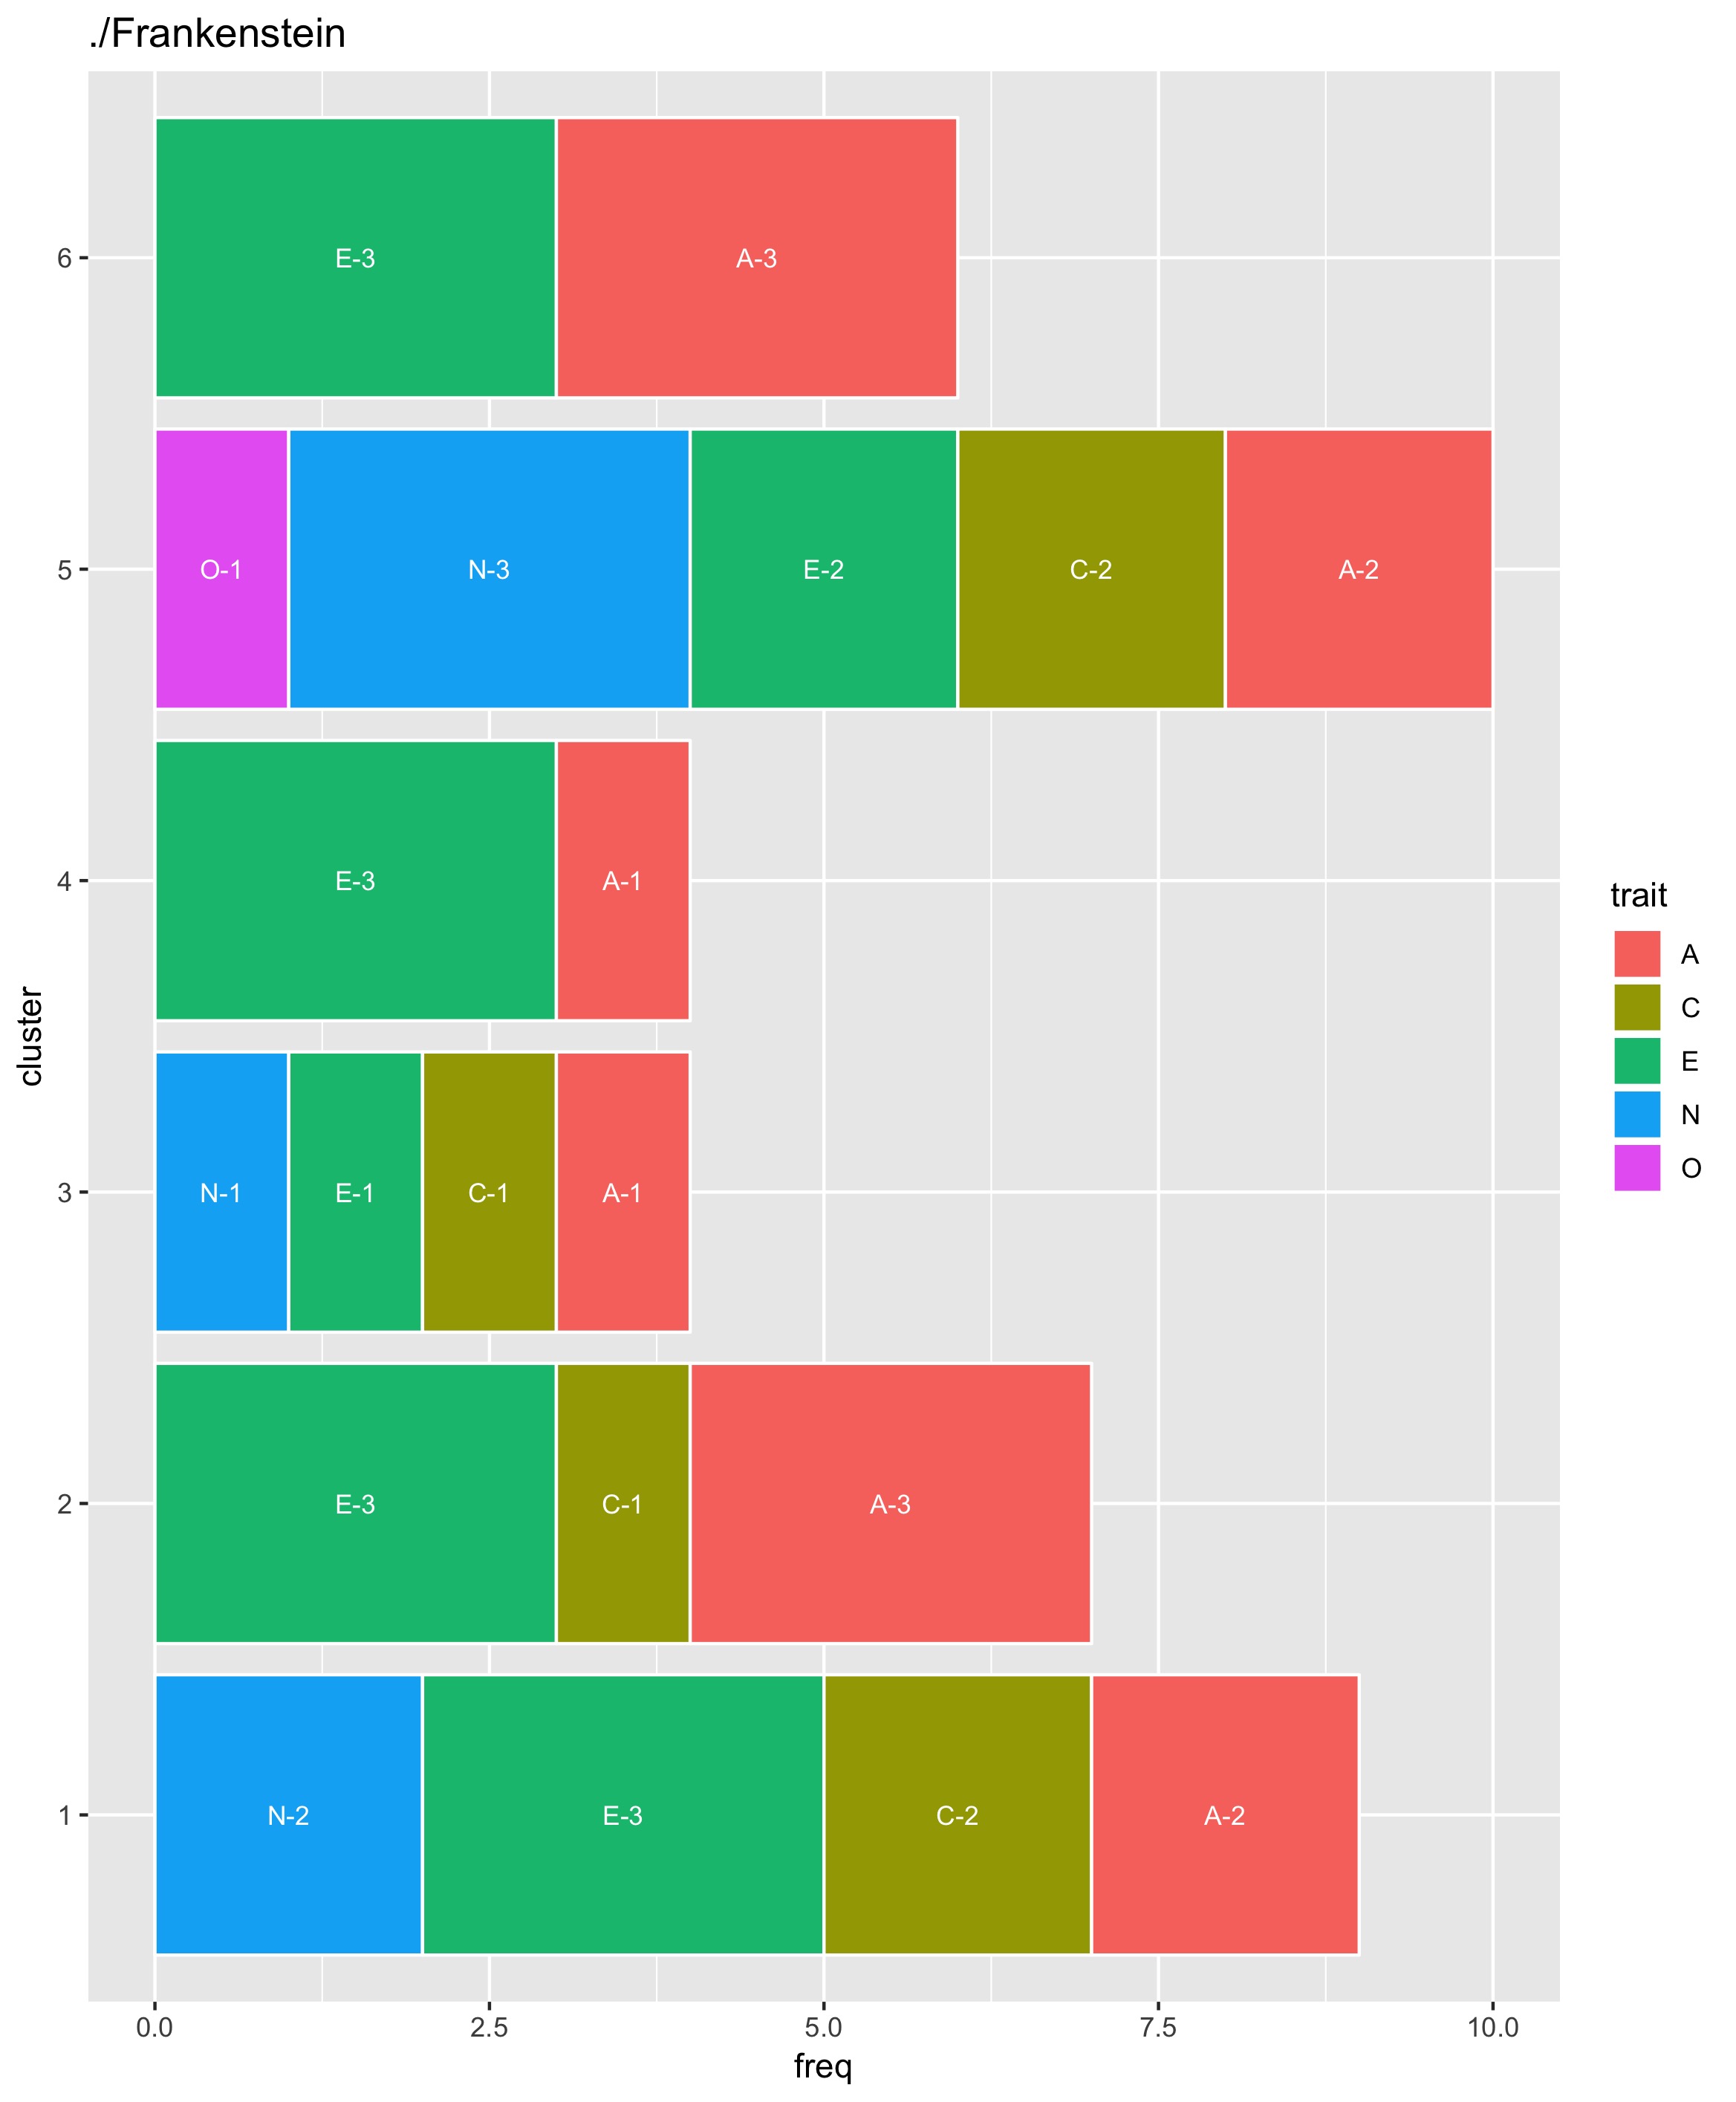 ./Frankenstein
6
E-3
A-3
5
O-1
N-3
E-2
C-2
A-2
4
E-3
A-1
3
N-1
E-1
C-1
A-1
2
E-3
C-1
A-3
1
N-2
E-3
C-2
A-2
cluster
0.0
2.5
5.0
7.5
10.0
freq
trait
A
C
E
N
O